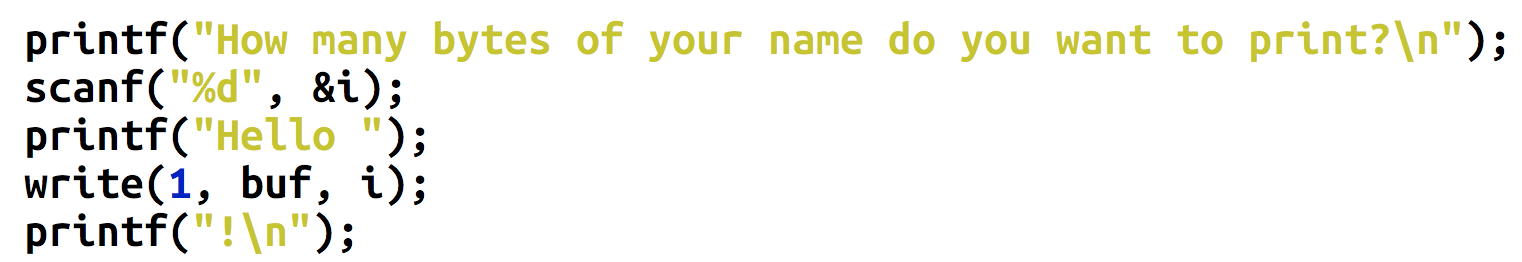 printf("How many bytes of your name do you want to print?\n");
scanf("%d", &i);
printf("Hello ");
write(1, buf, i);
printf("!\n");